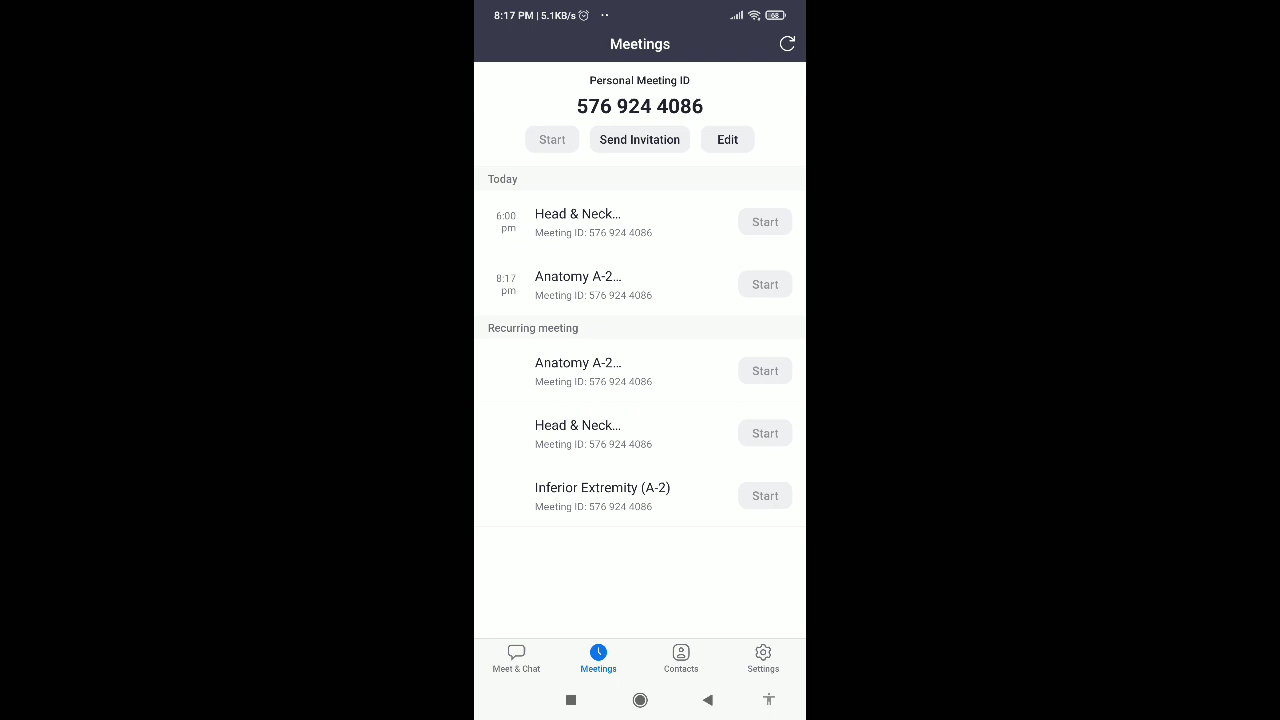 8:17 PM | 5.1KB/s
68
Meetings
Personal Meeting ID
576 924 4086
Start
Send Invitation
Edit
Today
6:00
pm
Head & Neck...
Meeting ID: 576 924 4086
Start
8:17
pm
Anatomy A-2...
Meeting ID: 576 924 4086
Start
Recurring meeting
Anatomy A-2...
Meeting ID: 576 924 4086
Start
Head & Neck...
Meeting ID: 576 924 4086
Start
Inferior Extremity (A-2)
Meeting ID: 576 924 4086
Start
Meet & Chat
Meetings
Contacts
Settings